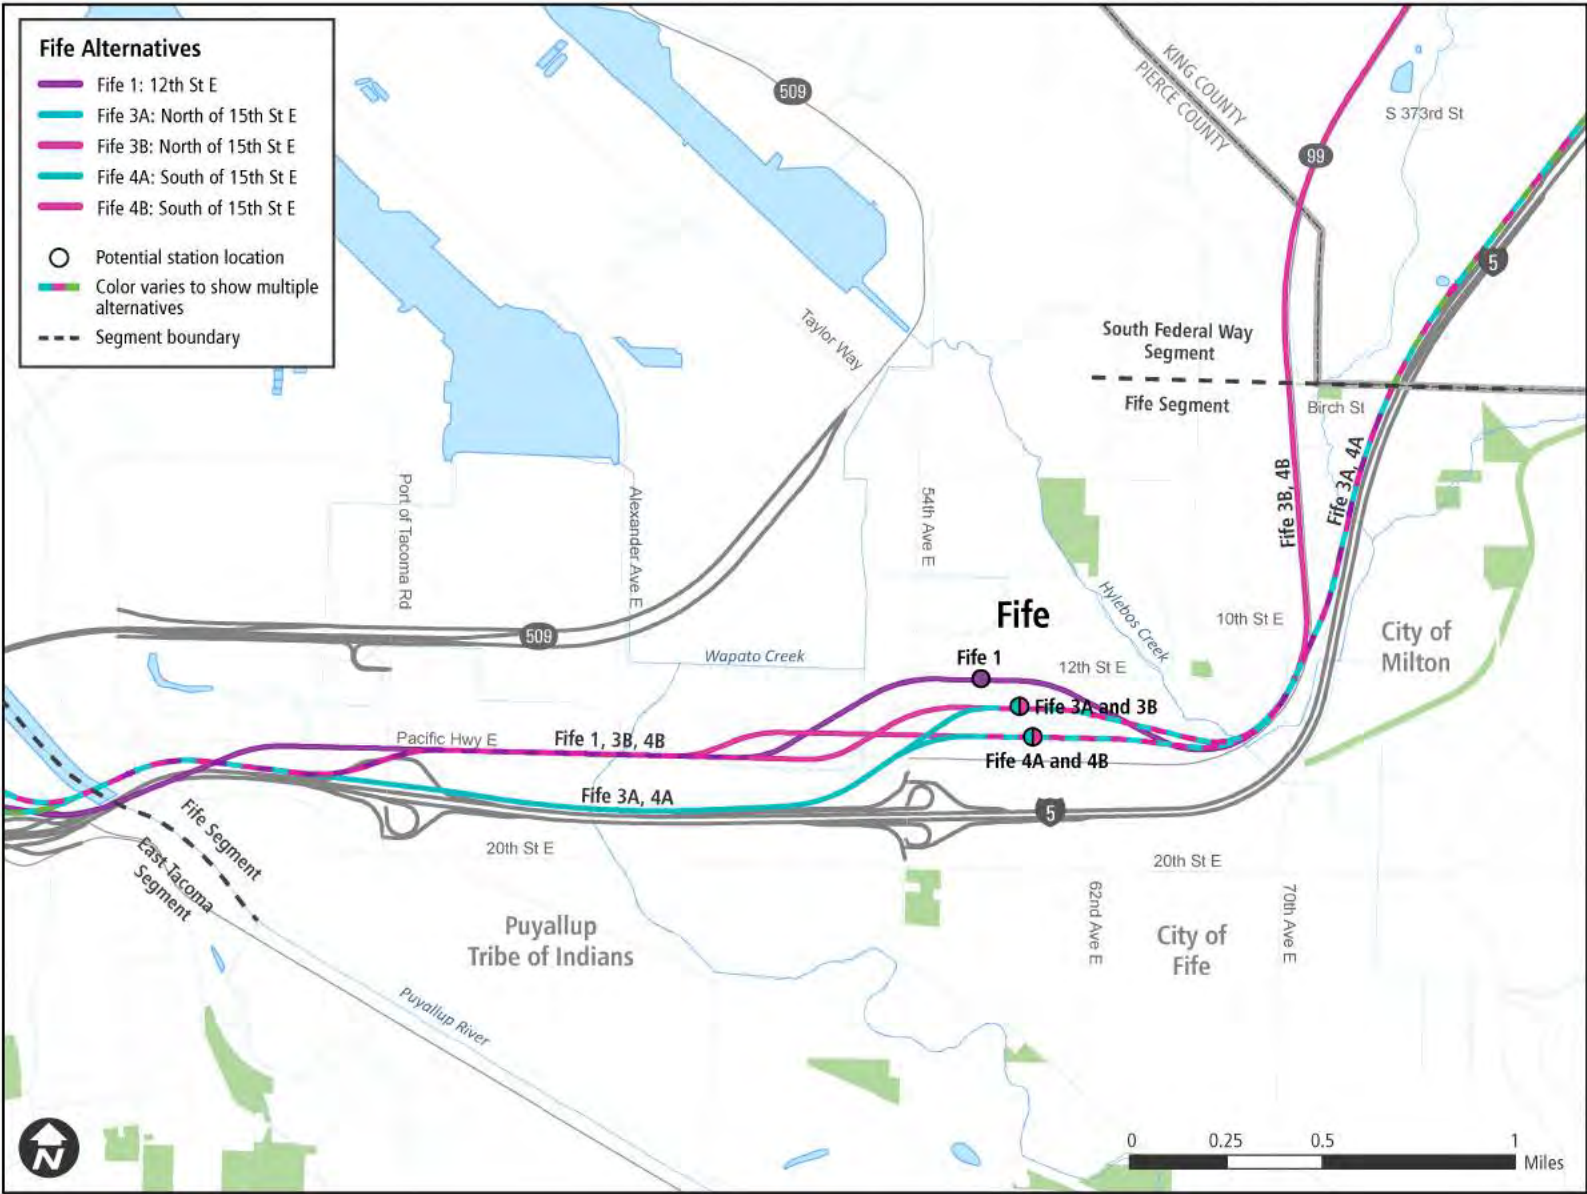 Fife Alternatives
Fife 1: 12th St E
Fife 3A: North of 15th St E
Fife 3B: North of 15th St E
Fife 4A: South of 15th St E
Fife 4B: South of 15th St E
Potential station location
Color varies to show multiple
alternatives
Segment boundary
509
KING COUNTY
PIERCE COUNTY
S 373rd St
99
5
Taylor Way
South Federal Way
Segment
Fife Segment
Birch St
Port of Tacoma Rd
Alexander Ave E
54th Ave E
Fife 3B, 4B
Fife 3A, 4A
Hylebos Creek
Fife
10th St E
City of
Milton
509
Wapato Creek
Fife 1
12th St E
Fife 3A and 3B
Pacific Hwy E
Fife 1, 3B, 4B
Fife 4A and 4B
Fife 3A, 4A
5
Fife Segment
East Tacoma
Segment
20th St E
20th St E
62nd Ave E
70th Ave E
Puyallup
Tribe of Indians
City of
Fife
Puyallup River
N
0 0.25 0.5 1
Miles